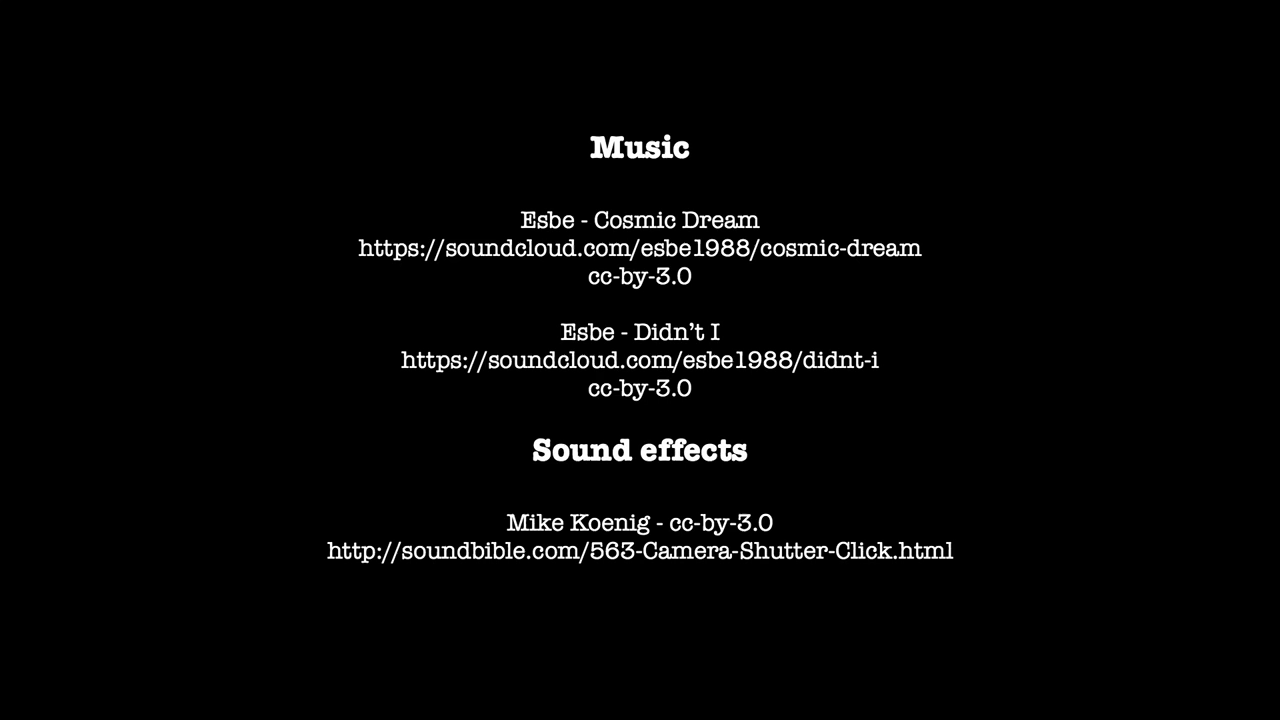 Music
Esbe - Cosmic Dream
https://soundcloud.com/esbe1988/cosmic-dream
cc-by-3.0
Esbe - Didn’t I
https://soundcloud.com/esbe1988/didnt-i
cc-by-3.0
Sound effects
Mike Koenig - cc-by-3.0
http://soundbible.com/563-Camera-Shutter-Click.html